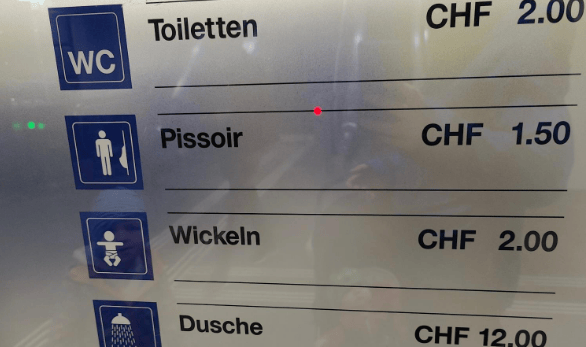 WC Toiletten CHF 2.00
Pissoir CHF 1.50
Wickeln CHF 2.00
Dusche CHF 12.00